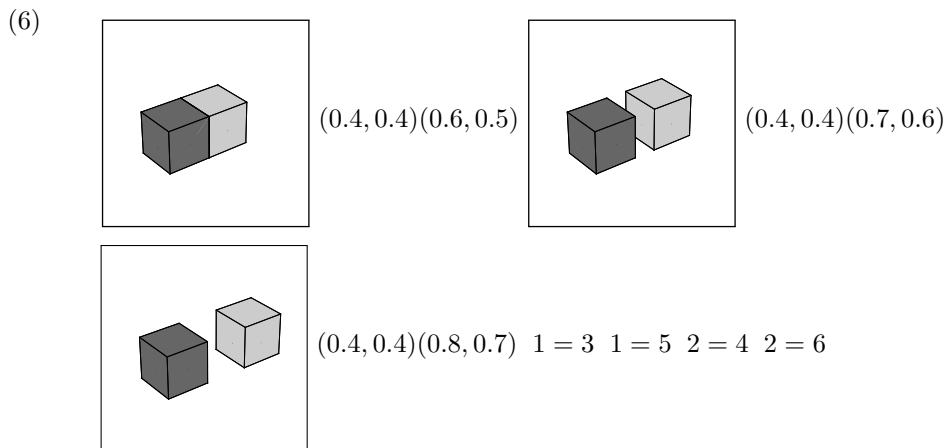 (6)
(0.4, 0.4)(0.6, 0.5) (0.4, 0.4)(0.7, 0.6)
(0.4, 0.4)(0.8, 0.7) 1 = 3 1 = 5 2 = 4 2 = 6